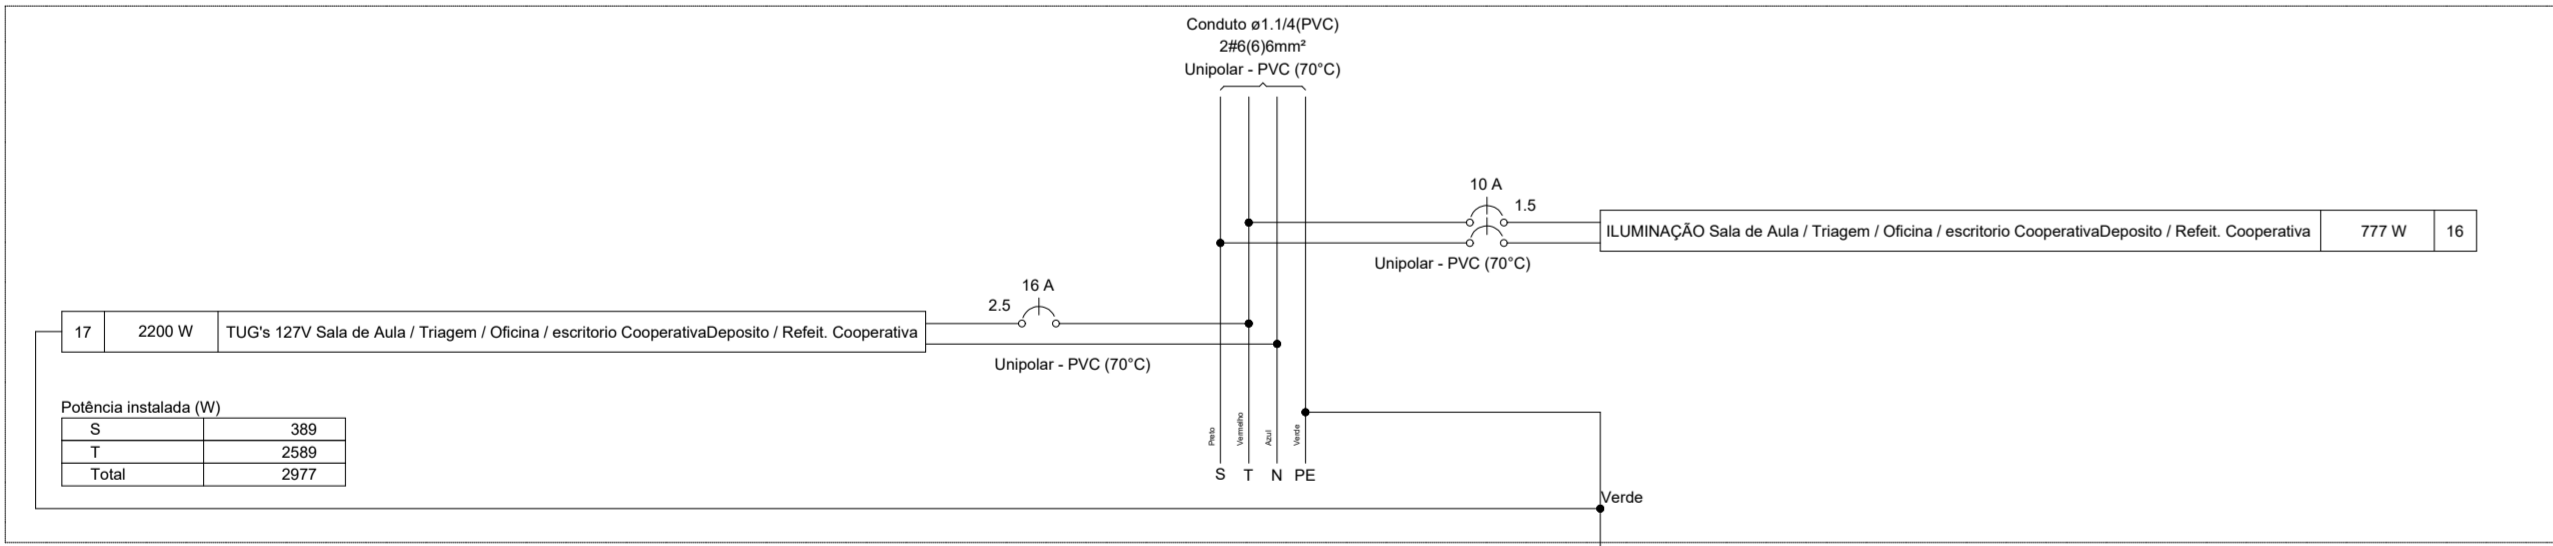 Conduto ø1.1/4(PVC)
2#6(6)6mm²
Unipolar - PVC (70°C)
10 A
1.5
ILUMINAÇÃO Sala de Aula / Triagem / Oficina / escritorio CooperativaDeposito / Refeit. Cooperativa 777 W 16
Unipolar - PVC (70°C)
16 A
2.5
17 2200 W TUG's 127V Sala de Aula / Triagem / Oficina / escritorio CooperativaDeposito / Refeit. Cooperativa
Unipolar - PVC (70°C)
Potência instalada (W)
S 389
T 2589
Total 2977
Preto Vermelho Azul Verde
S T N PE
Verde